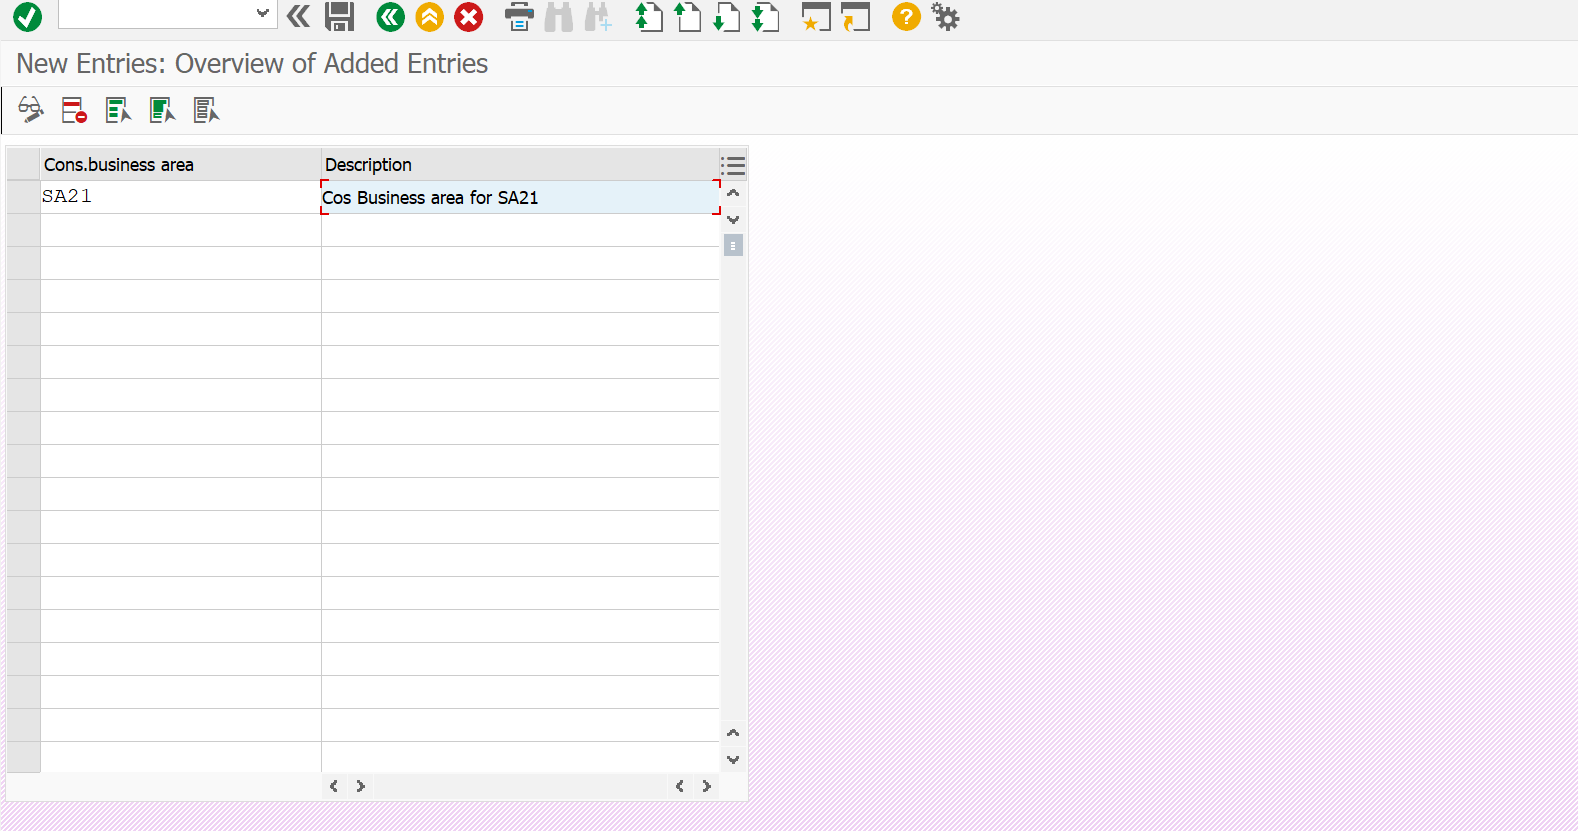 New Entries: Overview of Added Entries
Cons.business area Description
SA21 Cos Business area for SA21